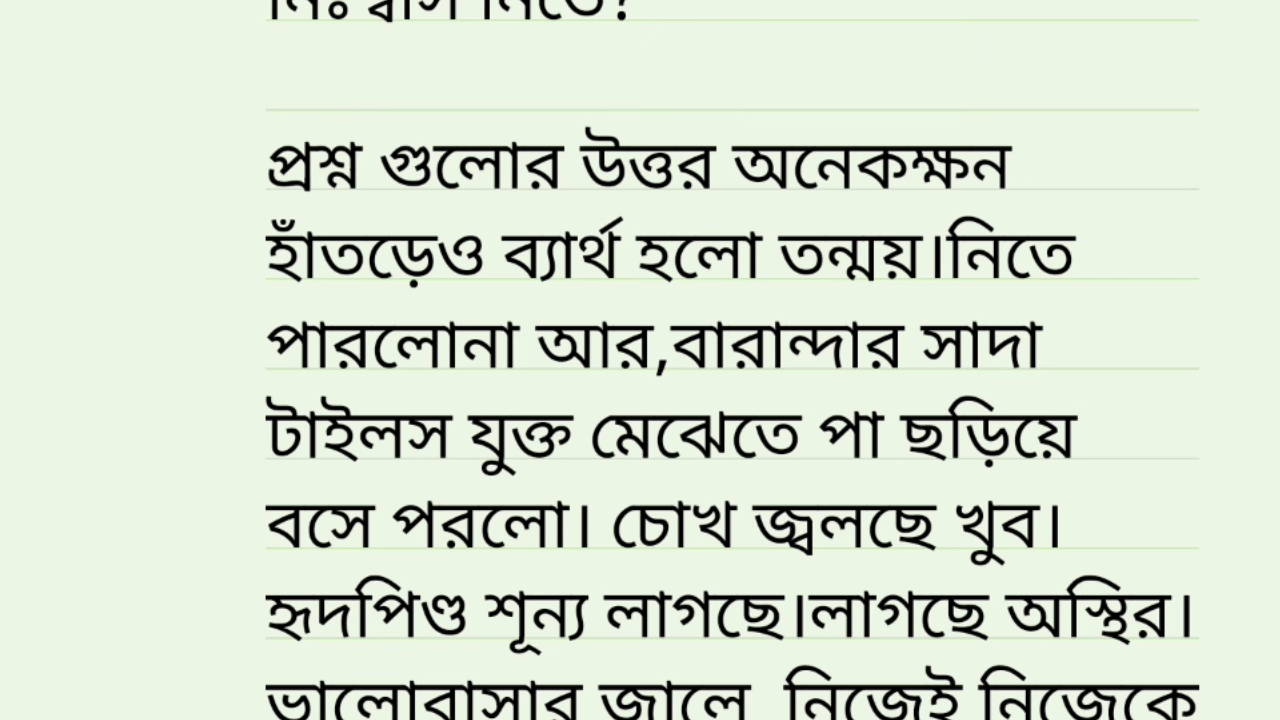 নিঃশ্বাস নিতে?
প্রশ্ন গুলোর উত্তর অনেকক্ষন
হাঁতড়েও ব্যার্থ হলো তন্ময়।নিতে
পারলোনা আর,বারান্দার সাদা
টাইলস যুক্ত মেঝেতে পা ছড়িয়ে
বসে পরলো। চোখ জ্বলছে খুব।
হৃদপিণ্ড শূন্য লাগছে।লাগছে অস্থির।
ভালোবাসার জালে নিজেই নিজেকে